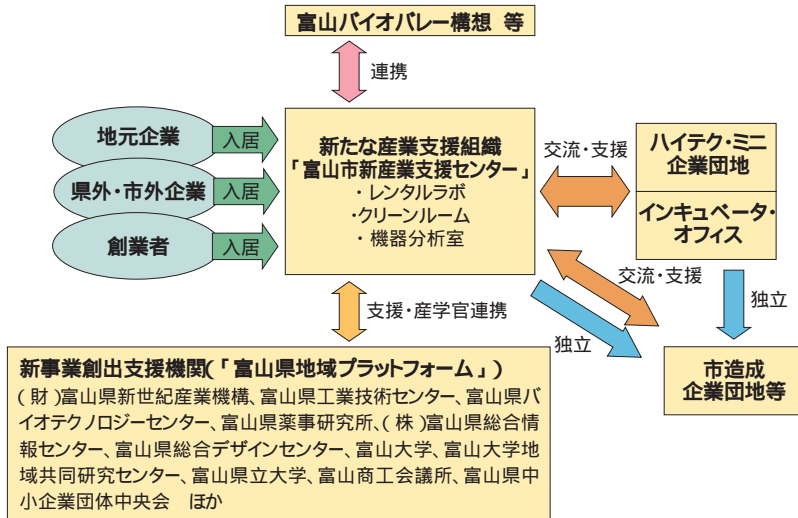 富山バイオバレー構想 等
連携
地元企業
入居
県外・市外企業
入居
創業者
入居
新たな産業支援組織
「富山市新産業支援センター」
・レンタルラボ
・クリーンルーム
・機器分析室
交流・支援
ハイテク・ミニ
企業団地
インキュベータ・
オフィス
交流・支援
独立
独立
市造成
企業団地等
支援・産学官連携
新事業創出支援機関(「富山県地域プラットフォーム」)
(財)富山県新世紀産業機構、富山県工業技術センター、富山県バ
イオテクノロジーセンター、富山県薬事研究所、(株)富山県総合情
報センター、富山県総合デザインセンター、富山大学、富山大学地
域共同研究センター、富山県立大学、富山商工会議所、富山県中
小企業団体中央会　ほか